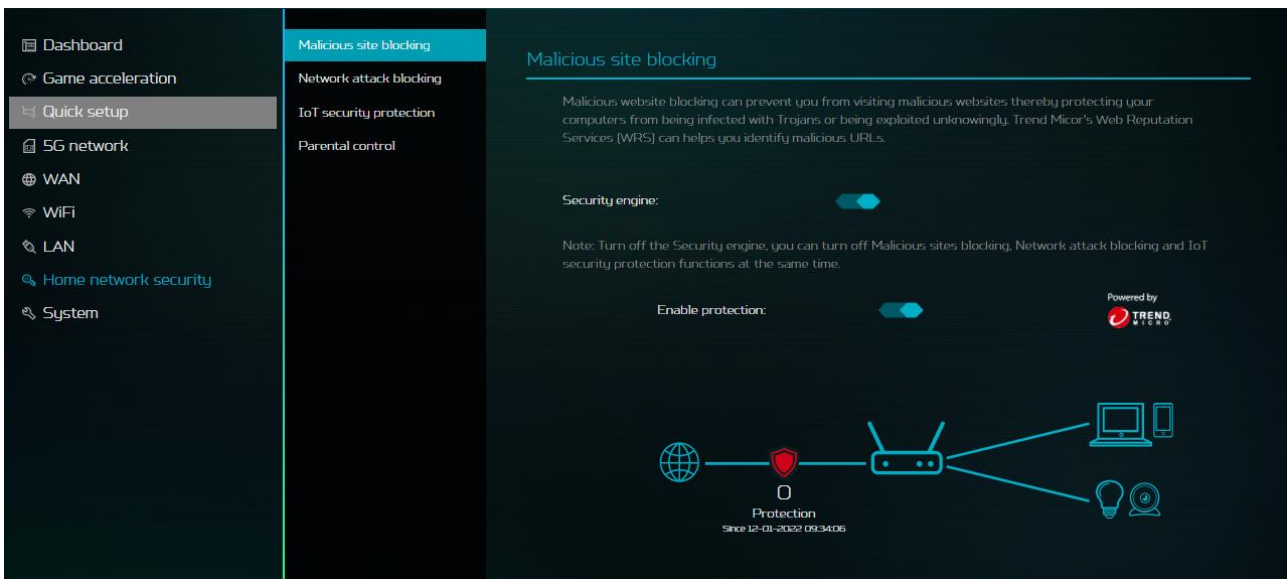 Dashboard
Game acceleration
Quick setup
5G network
WAN
WiFi
LAN
Home network security
System
Malicious site blocking
Network attack blocking
IoT security protection
Parental control
Malicious site blocking
Malicious website blocking can prevent you from visiting malicious websites thereby protecting your
computers from being infected with Trojans or being exploited unknowingly. Trend Micor's Web Reputation
Services (WRS) can helps you identify malicious URLs.
Security engine:
Note: Turn off the Security engine, you can turn off Malicious sites blocking, Network attack blocking and IoT
security protection functions at the same time.
Enable protection:
Powered by
TREND
MICRO
0
Protection
Since 12-01-2022 09:34:06